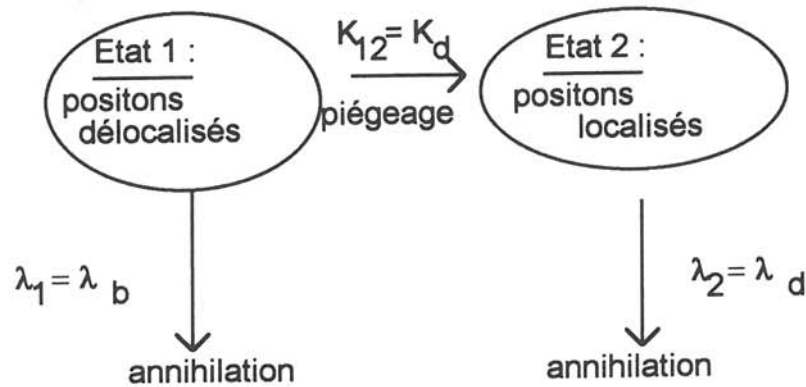 Etat 1 :
positons
délocalisés
K12 = Kd
piégeage
Etat 2 :
positons
localisés
λ1 = λ b
λ2 = λ d
annihilation
annihilation